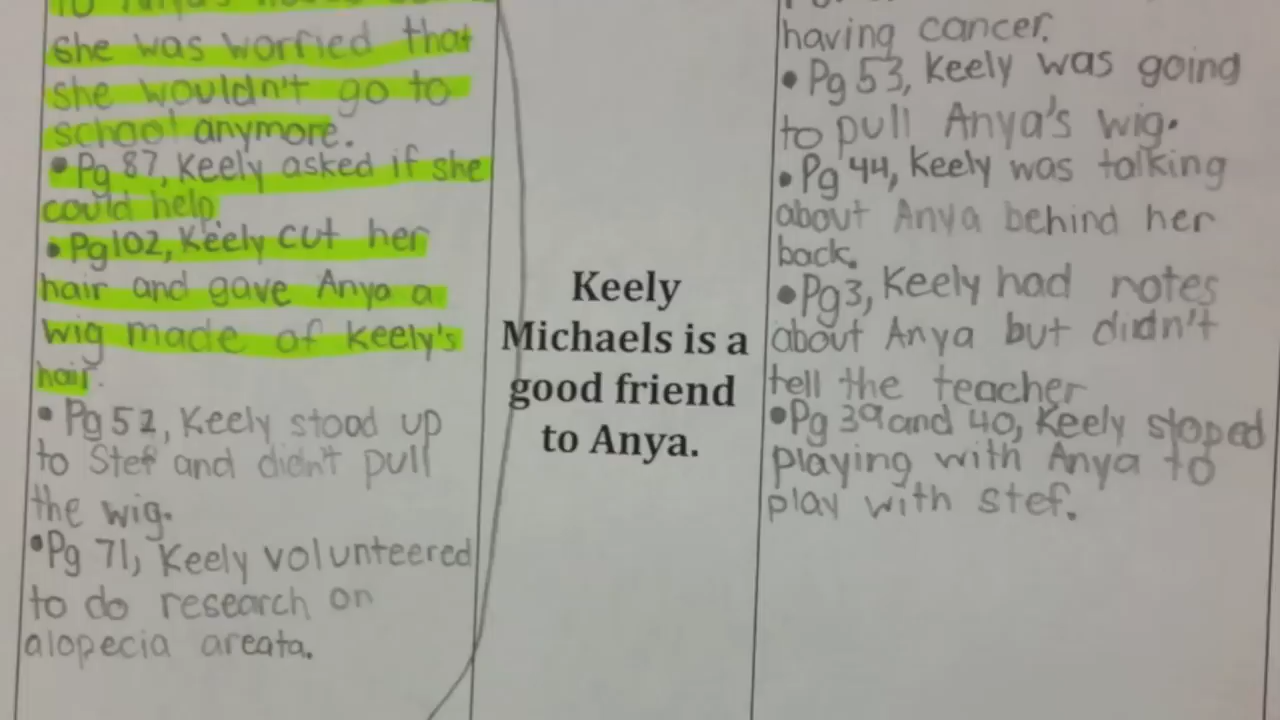 she was worried that
she wouldn't go to
school anymore.
• Pg 87, Keely asked if she
could help.
• Pg 102, Keely cut her
hair and gave Anya a
wig made of Keely's
hair.
• Pg 52, Keely stood up
to Stef and didn't pull
the wig.
• Pg 71, Keely volunteered
to do research on
alopecia areata.
Keely
Michaels is a
good friend
to Anya.
having cancer.
• Pg 53, Keely was going
to pull Anya's wig.
• Pg 44, Keely was talking
about Anya behind her
back.
• Pg 3, Keely had notes
about Anya but didn't
tell the teacher
• Pg 39 and 40, Keely stoped
playing with Anya to
play with stef.